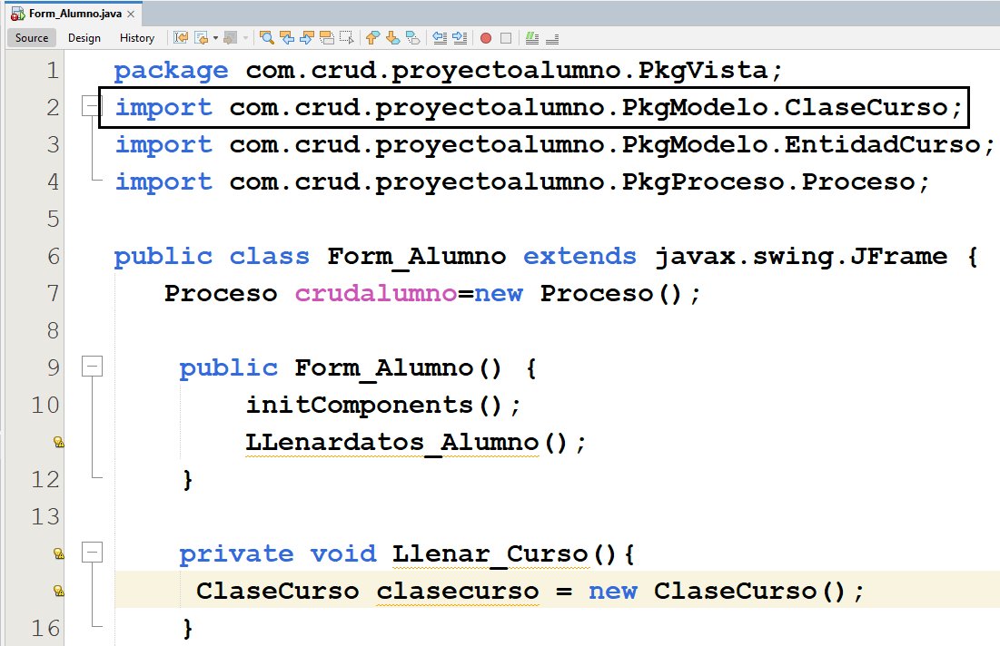 Form_Alumno.java
Source Design History
1 package com.crud.proyectoalumno.PkgVista;
2 import com.crud.proyectoalumno.PkgModelo.ClaseCurso;
3 import com.crud.proyectoalumno.PkgModelo.EntidadCurso;
4 import com.crud.proyectoalumno.PkgProceso.Proceso;
5
6 public class Form_Alumno extends javax.swing.JFrame {
7 Proceso crudalumno=new Proceso();
8
9 public Form_Alumno() {
10 initComponents();
LLenardatos_Alumno();
12 }
13
private void Llenar_Curso(){
ClaseCurso clasecurso = new ClaseCurso();
16 }